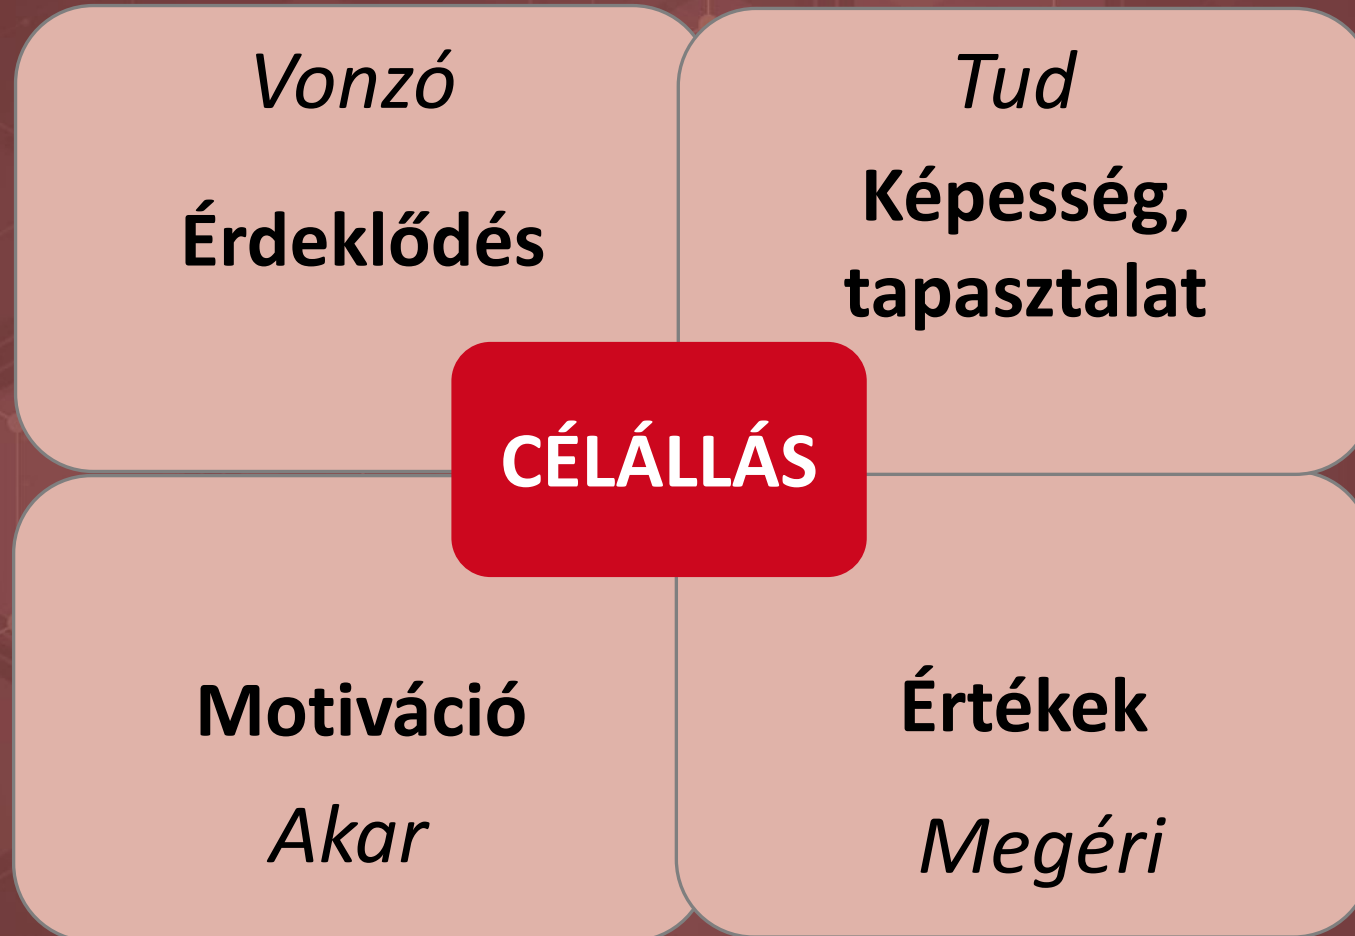 Vonzó
Érdeklődés
Tud
Képesség,
tapasztalat
CÉLÁLLÁS
Motiváció
Akar
Értékek
Megéri